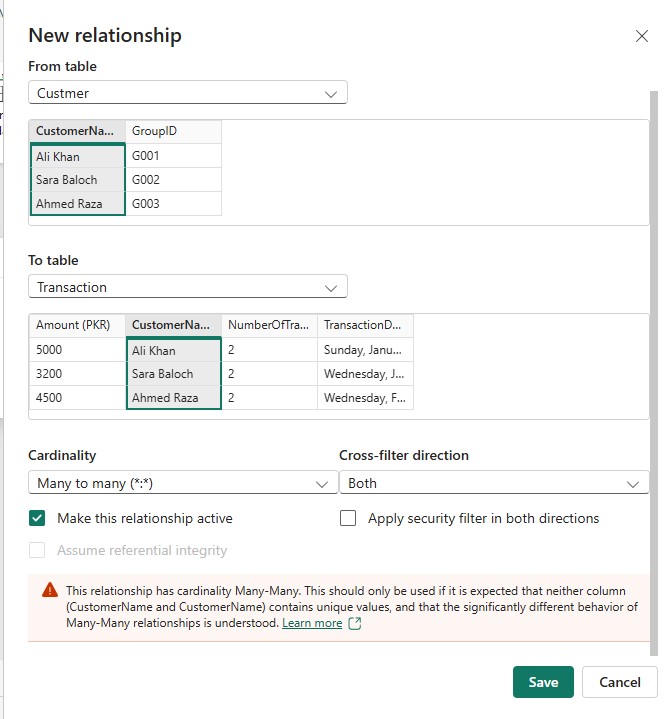 New relationship
From table
Custmer
CustomerNa... GroupID
Ali Khan G001
Sara Baloch G002
Ahmed Raza G003
To table
Transaction
Amount (PKR) CustomerNa... NumberOfTra... TransactionD...
5000 Ali Khan 2 Sunday, Janu...
3200 Sara Baloch 2 Wednesday, J...
4500 Ahmed Raza 2 Wednesday, F...
Cardinality Cross-filter direction
Many to many (*:*) Both
Make this relationship active Apply security filter in both directions
Assume referential integrity
This relationship has cardinality Many-Many. This should only be used if it is expected that neither column
(CustomerName and CustomerName) contains unique values, and that the significantly different behavior of
Many-Many relationships is understood. Learn more
Save Cancel